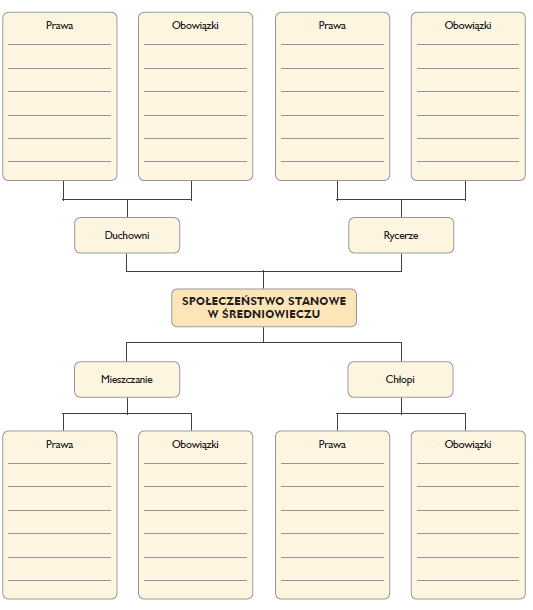 Prawa
Obowiązki
Prawa
Obowiązki
Duchowni
Rycerze
SPOŁECZEŃSTWO STANOWE
W ŚREDNIOWIECZU
Mieszczanie
Chłopi
Prawa
Obowiązki
Prawa
Obowiązki